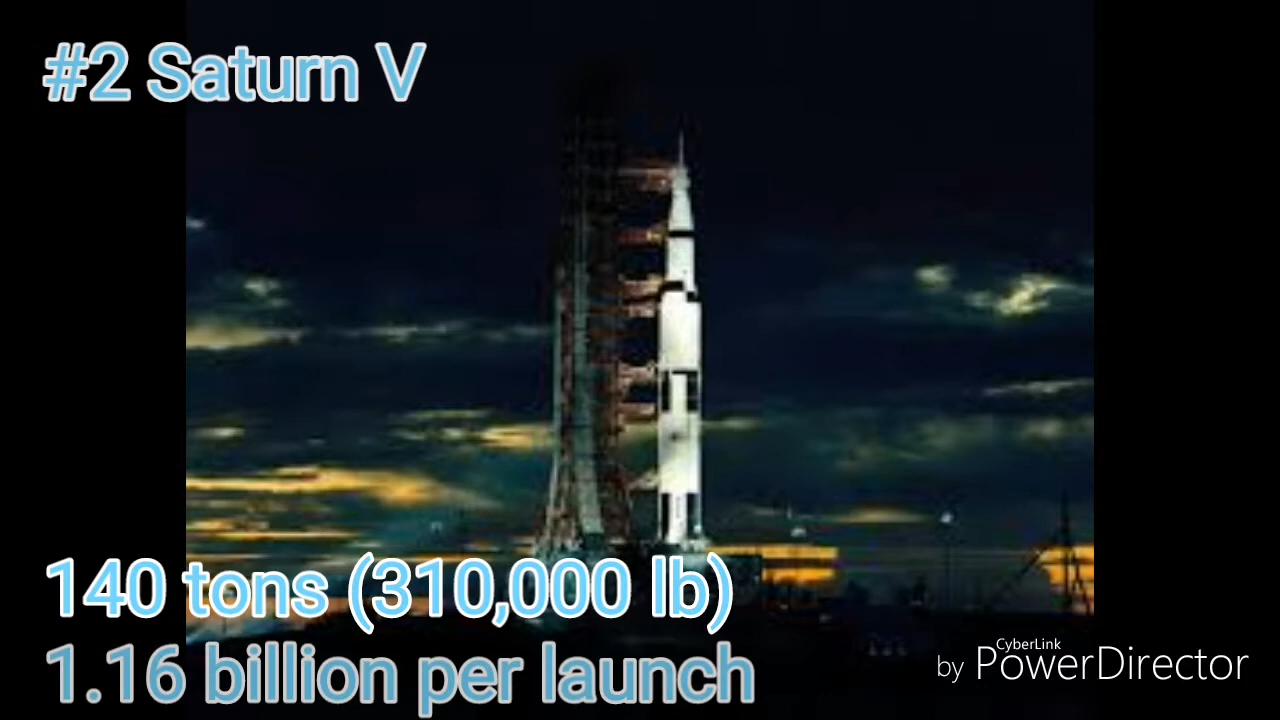 #2 Saturn V
140 tons (310,000 lb)
1.16 billion per launch
CyberLink
by PowerDirector